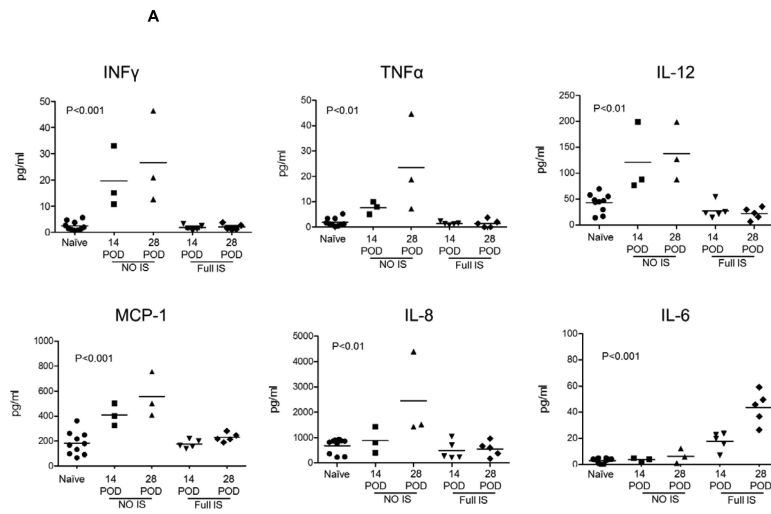 A
INFγ
TNFα
IL-12
50
40
30
20
10
0
pg/ml
P<0.001
Naïve
14
POD
28
POD
14
POD
28
POD
NO IS
Full IS
50
40
30
20
10
0
pg/ml
P<0.01
Naïve
14
POD
28
POD
14
POD
28
POD
NO IS
Full IS
250
200
150
100
50
0
pg/ml
P<0.01
Naïve
14
POD
28
POD
14
POD
28
POD
NO IS
Full IS
MCP-1
IL-8
IL-6
1000
800
600
400
200
0
pg/ml
P<0.001
Naïve
14
POD
28
POD
14
POD
28
POD
NO IS
Full IS
5000
4000
3000
2000
1000
0
pg/ml
P<0.01
Naïve
14
POD
28
POD
14
POD
28
POD
NO IS
Full IS
100
80
60
40
20
0
pg/ml
P<0.001
Naïve
14
POD
28
POD
14
POD
28
POD
NO IS
Full IS